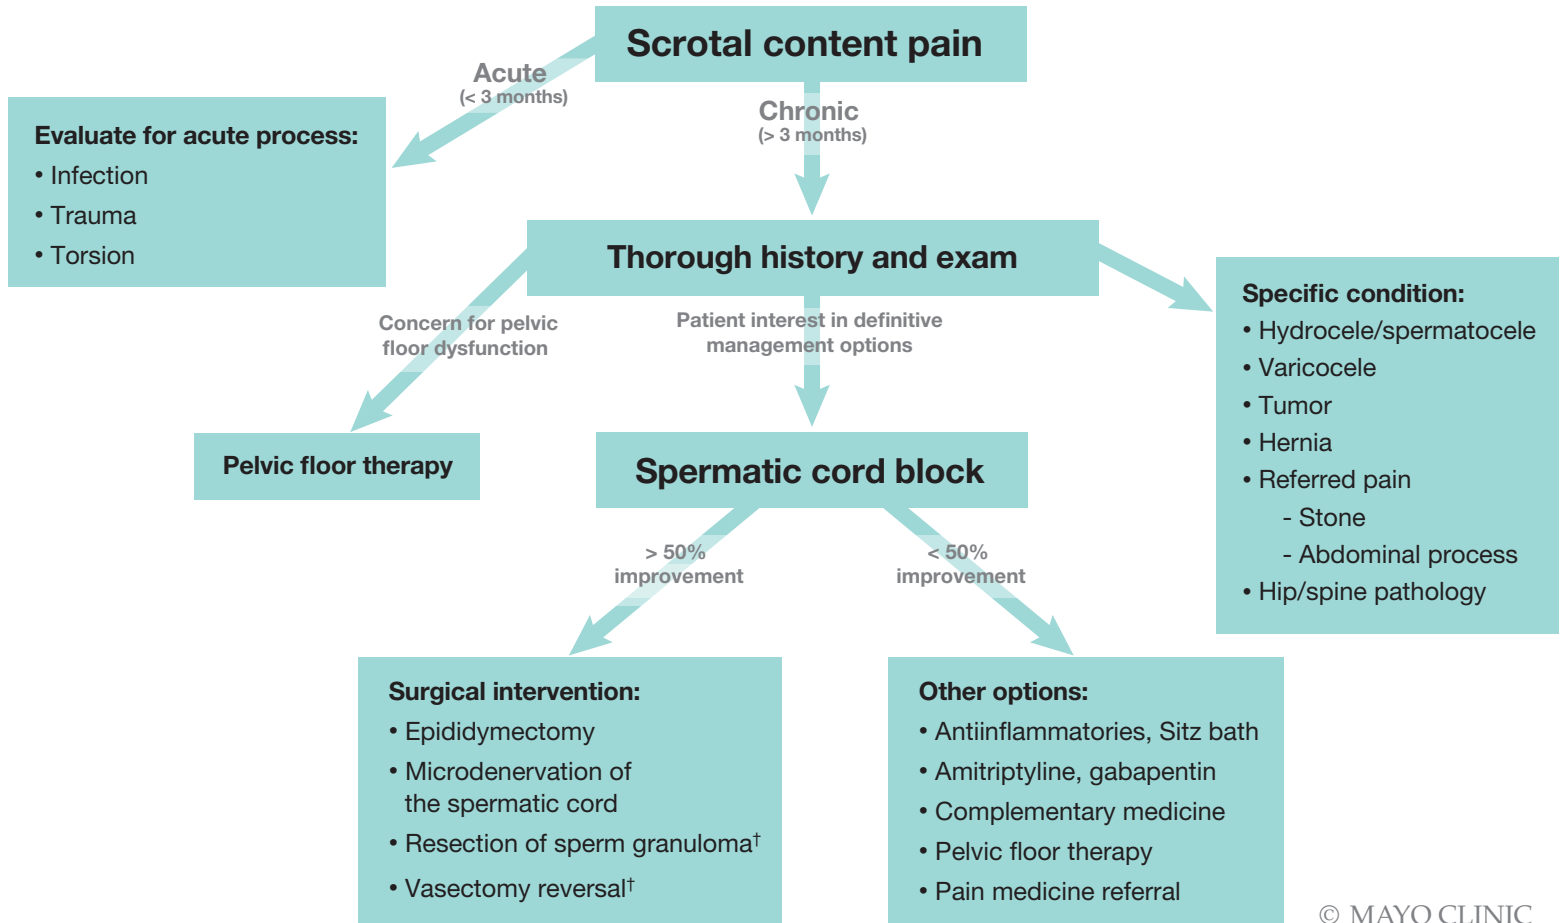 Scrotal content pain
Acute
(< 3 months)
Chronic
(> 3 months)
Evaluate for acute process:
• Infection
• Trauma
• Torsion
Thorough history and exam
Concern for pelvic
floor dysfunction
Patient interest in definitive
management options
Specific condition:
• Hydrocele/spermatocele
• Varicocele
• Tumor
• Hernia
• Referred pain
- Stone
- Abdominal process
• Hip/spine pathology
Pelvic floor therapy
Spermatic cord block
> 50%
improvement
< 50%
improvement
Surgical intervention:
• Epididymectomy
• Microdenervation of
the spermatic cord
• Resection of sperm granuloma†
• Vasectomy reversal†
Other options:
• Antiinflammatories, Sitz bath
• Amitriptyline, gabapentin
• Complementary medicine
• Pelvic floor therapy
• Pain medicine referral
© MAYO CLINIC